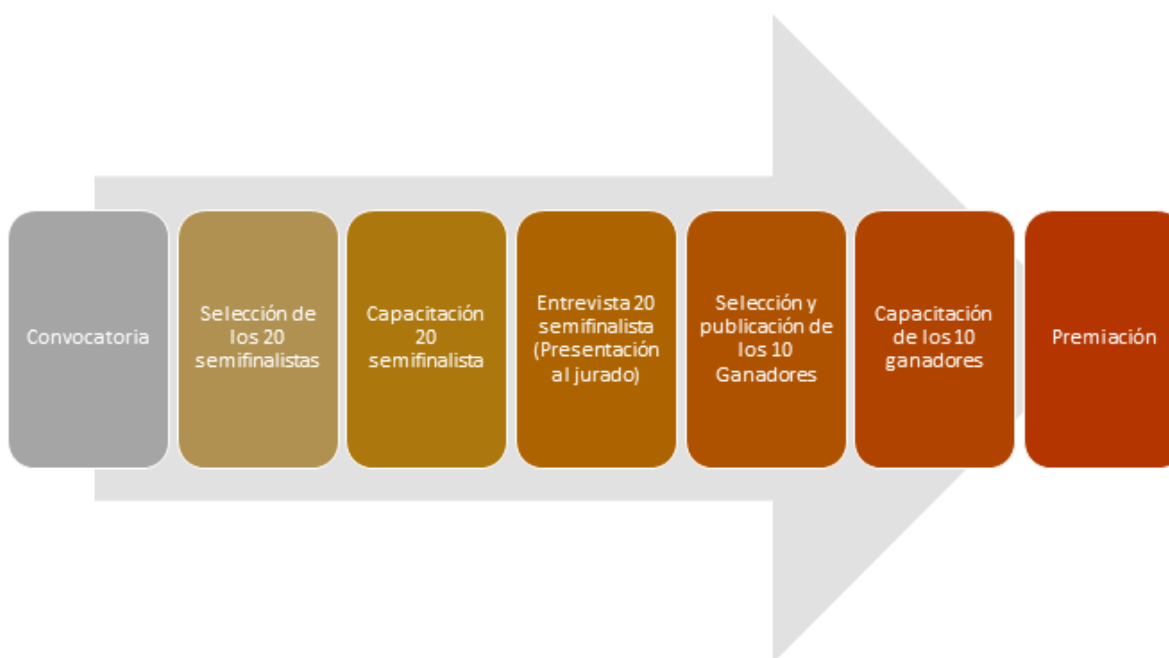 Convocatoria
Selección de
los 20
semifinalistas
Capacitación
20
semifinalista
Entrevista 20
semifinalista
(Presentación
al jurado)
Selección y
publicación de
los 10
Ganadores
Capacitación
de los 10
ganadores
Premiación